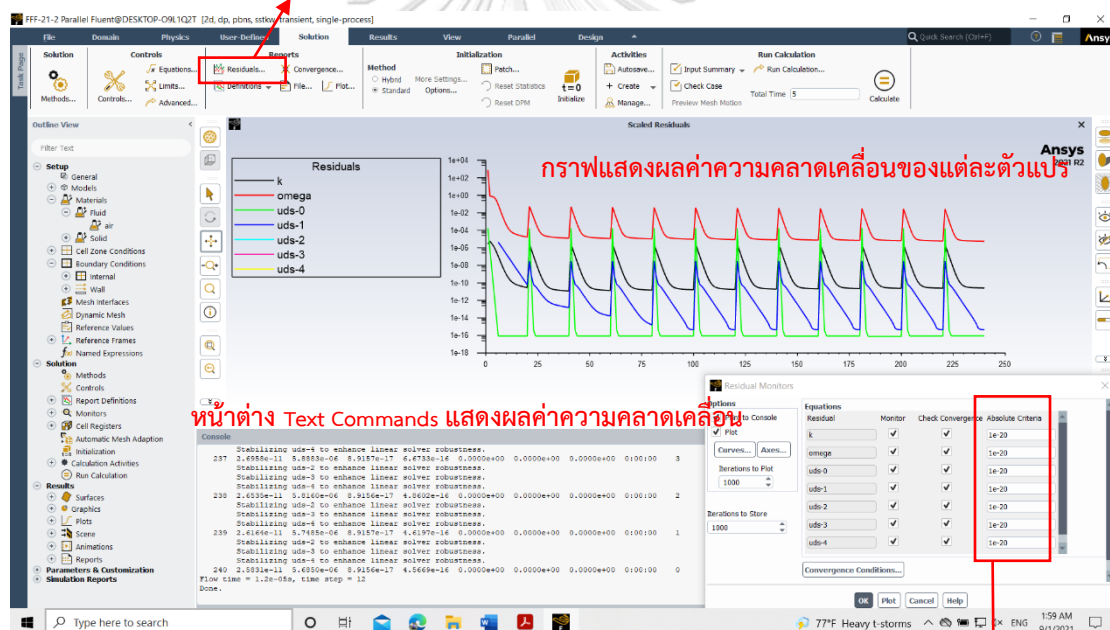 FFF-21-2 Parallel Fluent@DESKTOP-O9L1Q2T [2d, dp, pbns, sstkw, transient, single-process]
File Domain Physics User-Defined Solution Results View Parallel Design Quick Search (Ctrl+F) Ansys
Solution Controls Reports Initialization Activities Run Calculation
Methods... Controls... Equations... Limits... Advanced...
Residuals... Convergence... Definitions File... Plot...
Method Hybrid Standard More Settings... Options... Patch... Reset Statistics Reset DPM t=0 Initialize
Autosave... Create Manage...
Input Summary Run Calculation... Check Case Preview Mesh Motion Total Time 5 Calculate
Task Page
Outline View
Filter Text
Setup
General
Models
Materials
Fluid
air
Solid
Cell Zone Conditions
Boundary Conditions
Internal
Wall
Mesh Interfaces
Dynamic Mesh
Reference Values
Reference Frames
Named Expressions
Solution
Methods
Controls
Report Definitions
Monitors
Cell Registers
Automatic Mesh Adaption
Initialization
Calculation Activities
Run Calculation
Results
Surfaces
Graphics
Plots
Scene
Animations
Reports
Parameters & Customization
Simulation Reports
Scaled Residuals
Ansys
2021 R2
กราฟแสดงผลค่าความคลาดเคลื่อนของแต่ละตัวแปร
Residuals
k
omega
uds-0
uds-1
uds-2
uds-3
uds-4
1e+04
1e+02
1e+00
1e-02
1e-04
1e-06
1e-08
1e-10
1e-12
1e-14
1e-16
1e-18
0 25 50 75 100 125 150 175 200 225 250
หน้าต่าง Text Commands แสดงผลค่าความคลาดเคลื่อน
Console
Stabilizing uds-4 to enhance linear solver robustness.
237 2.6958e-11 5.8883e-06 8.9157e-17 6.6733e-16 0.0000e+00 0.0000e+00 0.0000e+00 0:00:00 3
Stabilizing uds-2 to enhance linear solver robustness.
Stabilizing uds-3 to enhance linear solver robustness.
Stabilizing uds-4 to enhance linear solver robustness.
238 2.6535e-11 5.8160e-06 8.9156e-17 4.8602e-16 0.0000e+00 0.0000e+00 0.0000e+00 0:00:00 2
Stabilizing uds-2 to enhance linear solver robustness.
Stabilizing uds-3 to enhance linear solver robustness.
Stabilizing uds-4 to enhance linear solver robustness.
239 2.6164e-11 5.7485e-06 8.9157e-17 4.6197e-16 0.0000e+00 0.0000e+00 0.0000e+00 0:00:00 1
Stabilizing uds-2 to enhance linear solver robustness.
Stabilizing uds-3 to enhance linear solver robustness.
Stabilizing uds-4 to enhance linear solver robustness.
240 2.5831e-11 5.6850e-06 8.9156e-17 4.5669e-16 0.0000e+00 0.0000e+00 0.0000e+00 0:00:00 0
Flow time = 1.2e-05s, time step = 12
Done.
Residual Monitors
Options
to Console
Plot
Curves... Axes...
Iterations to Plot
1000
Iterations to Store
1000
Equations
Residual Monitor Check Convergence Absolute Criteria
k 1e-20
omega 1e-20
uds-0 1e-20
uds-1 1e-20
uds-2 1e-20
uds-3 1e-20
uds-4 1e-20
Convergence Conditions...
OK Plot Cancel Help
Type here to search
77°F Heavy t-storms ENG 1:59 AM
9/1/2021